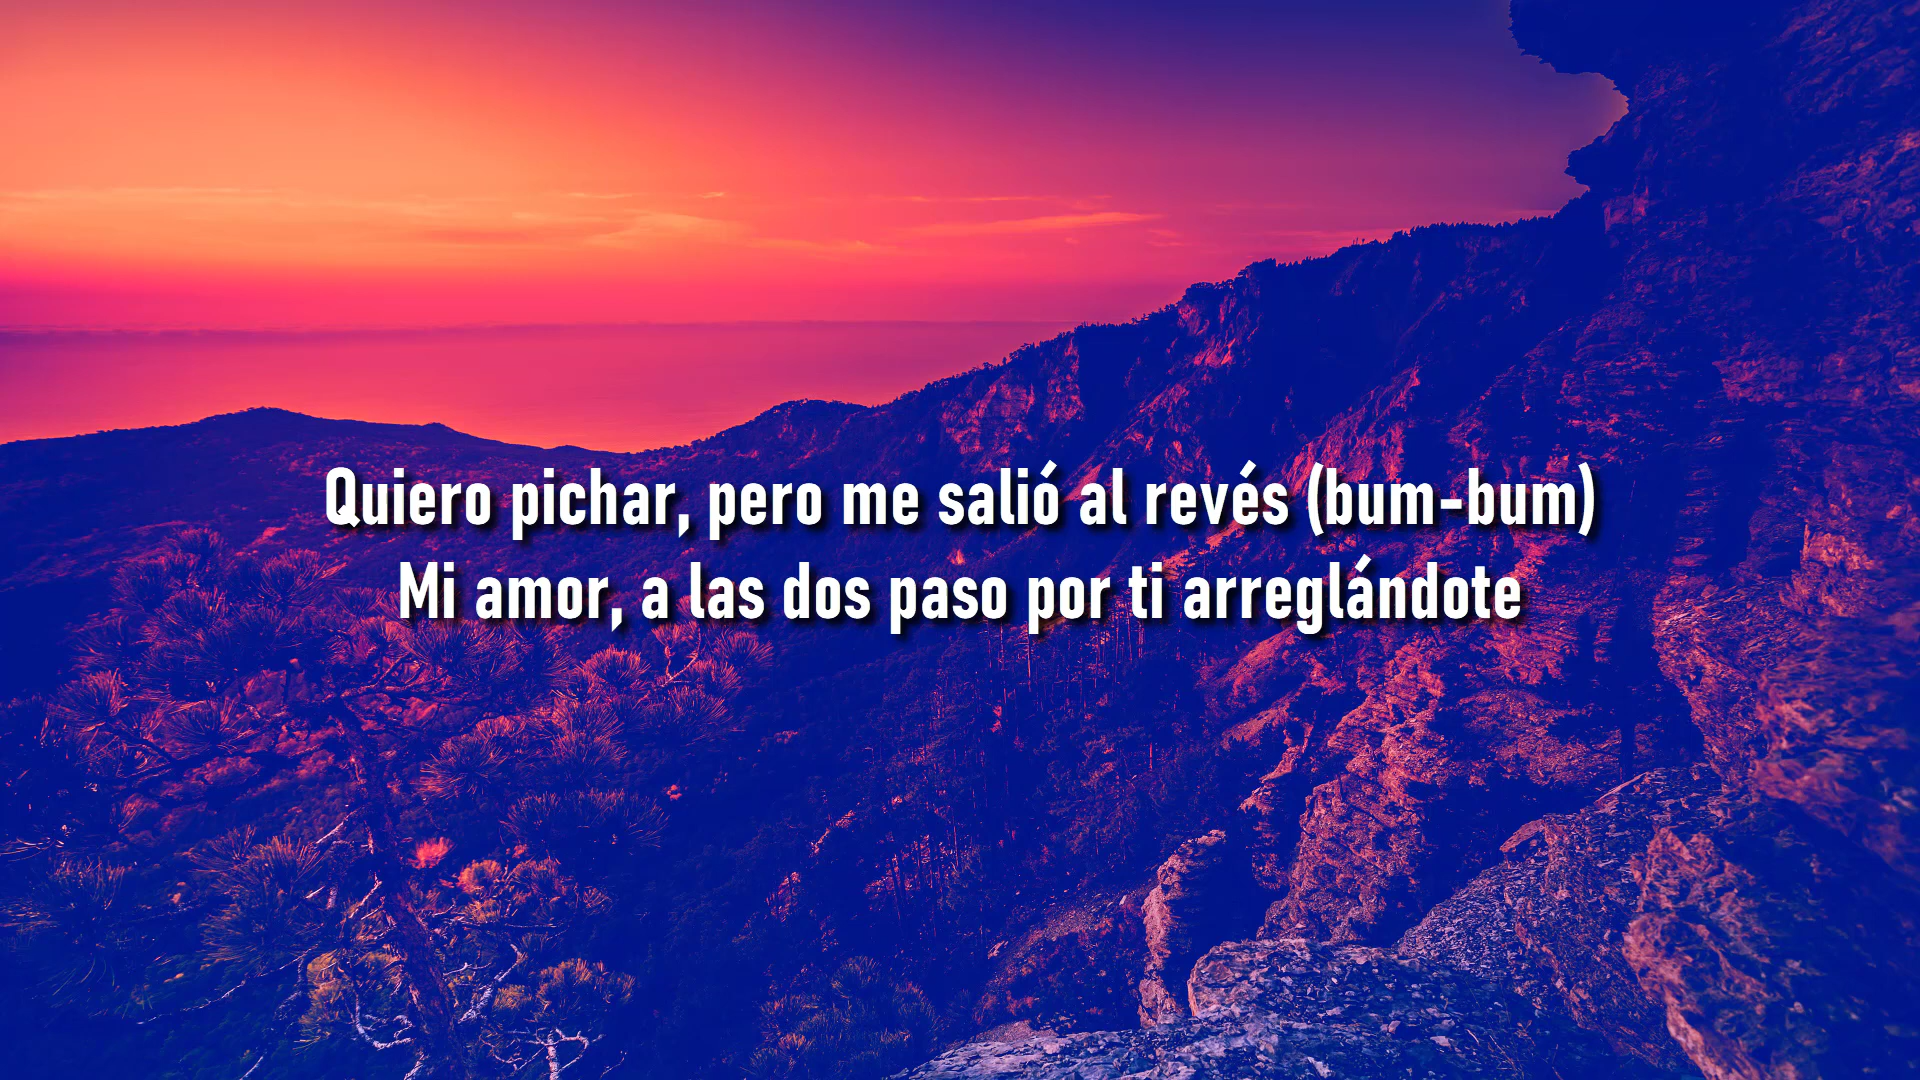 Quiero pichar, pero me salió al revés (bum-bum)
Mi amor, a las dos paso por ti arreglándote